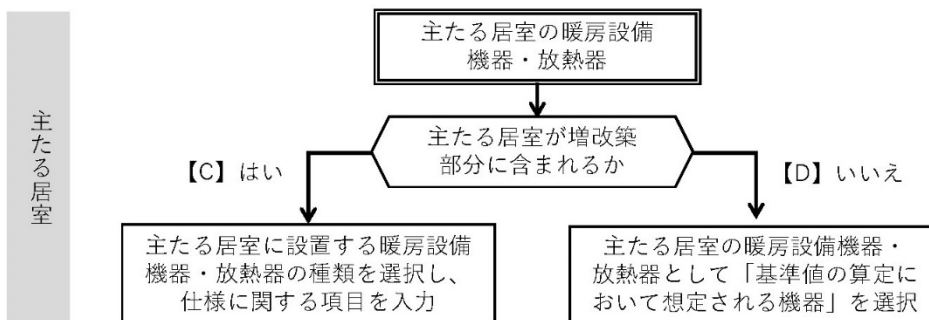 主たる居室
主たる居室の暖房設備
機器・放熱器
主たる居室が増改築
部分に含まれるか
【C】はい
【D】いいえ
主たる居室に設置する暖房設備
機器・放熱器の種類を選択し、
仕様に関する項目を入力
主たる居室の暖房設備機器・
放熱器として「基準値の算定に
おいて想定される機器」を選択